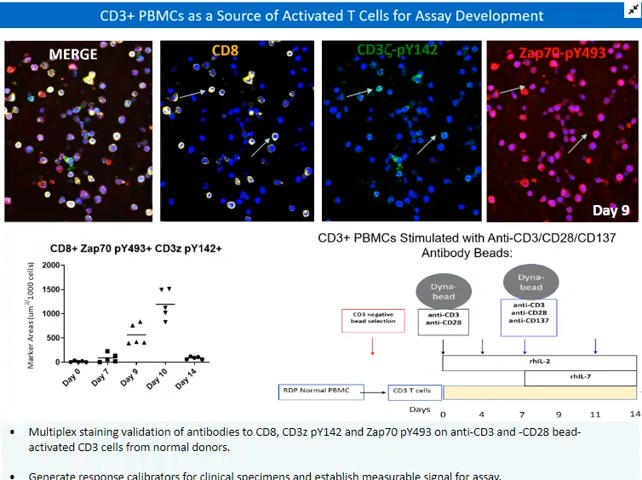 CD3+ PBMCs as a Source of Activated T Cells for Assay Development
MERGE
CD8
CD3ζ-pY142
Zap70-pY493
Day 9
CD8+ Zap70 pY493+ CD3z pY142+
Marker Areas (um²/1000 cells)
2000
1500
1000
500
0
Day 0
Day 7
Day 9
Day 10
Day 14
CD3+ PBMCs Stimulated with Anti-CD3/CD28/CD137
Antibody Beads:
Dyna-
bead
Dyna-
bead
CD3 negative
bead selection
anti-CD3
anti-CD28
anti-CD3
anti-CD28
anti-CD137
rhIL-2
rhIL-7
RDP Normal PBMC
CD3 T cells
Days
0
4
7
9
11
14
• Multiplex staining validation of antibodies to CD8, CD3z pY142 and Zap70 pY493 on anti-CD3 and -CD28 bead-
activated CD3 cells from normal donors.
• Generate response calibrators for clinical specimens and establish measurable signal for assay.